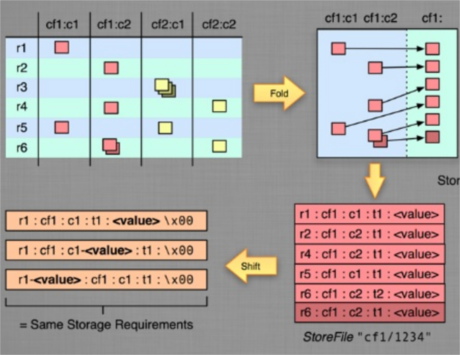 cf1:c1 cf1:c2 cf2:c1 cf2:c2
r1
r2
r3
r4
r5
r6
Fold
cf1:c1 cf1:c2 cf1:
Stor
r1 : cf1 : c1 : t1 : <value>
r2 : cf1 : c2 : t1 : <value>
r4 : cf1 : c2 : t1 : <value>
r5 : cf1 : c1 : t1 : <value>
r6 : cf1 : c2 : t2 : <value>
r6 : cf1 : c2 : t1 : <value>
StoreFile "cf1/1234"
Shift
r1 : cf1 : c1 : t1 : <value> \x00
r1 : cf1 : c1-<value> : t1 : \x00
r1-<value> : cf1 : c1 : t1 : \x00
= Same Storage Requirements